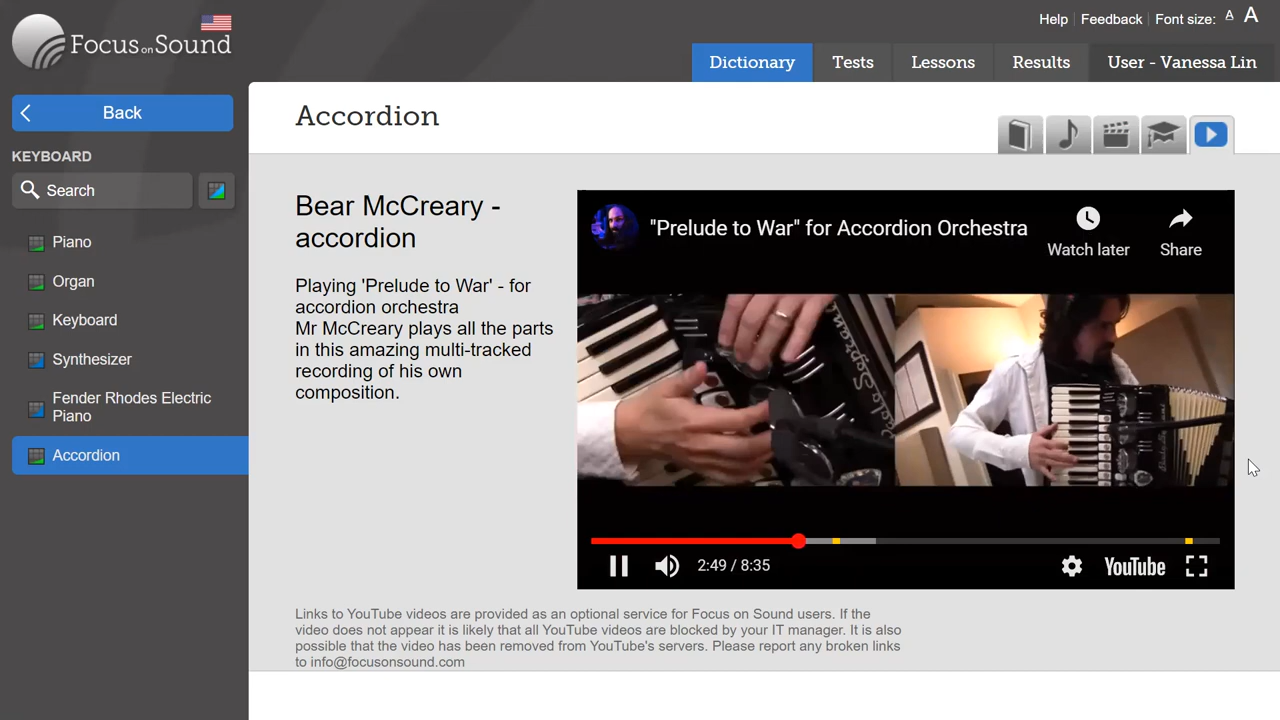 Focus on Sound
Help
Feedback
Font size: A A
Dictionary
Tests
Lessons
Results
User - Vanessa Lin
Back
KEYBOARD
Search
Piano
Organ
Keyboard
Synthesizer
Fender Rhodes Electric
Piano
Accordion
Accordion
Bear McCreary -
accordion
Playing 'Prelude to War' - for
accordion orchestra
Mr McCreary plays all the parts
in this amazing multi-tracked
recording of his own
composition.
"Prelude to War" for Accordion Orchestra
Watch later
Share
2:49 / 8:35
YouTube
Links to YouTube videos are provided as an optional service for Focus on Sound users. If the
video does not appear it is likely that all YouTube videos are blocked by your IT manager. It is also
possible that the video has been removed from YouTube's servers. Please report any broken links
to info@focusonsound.com